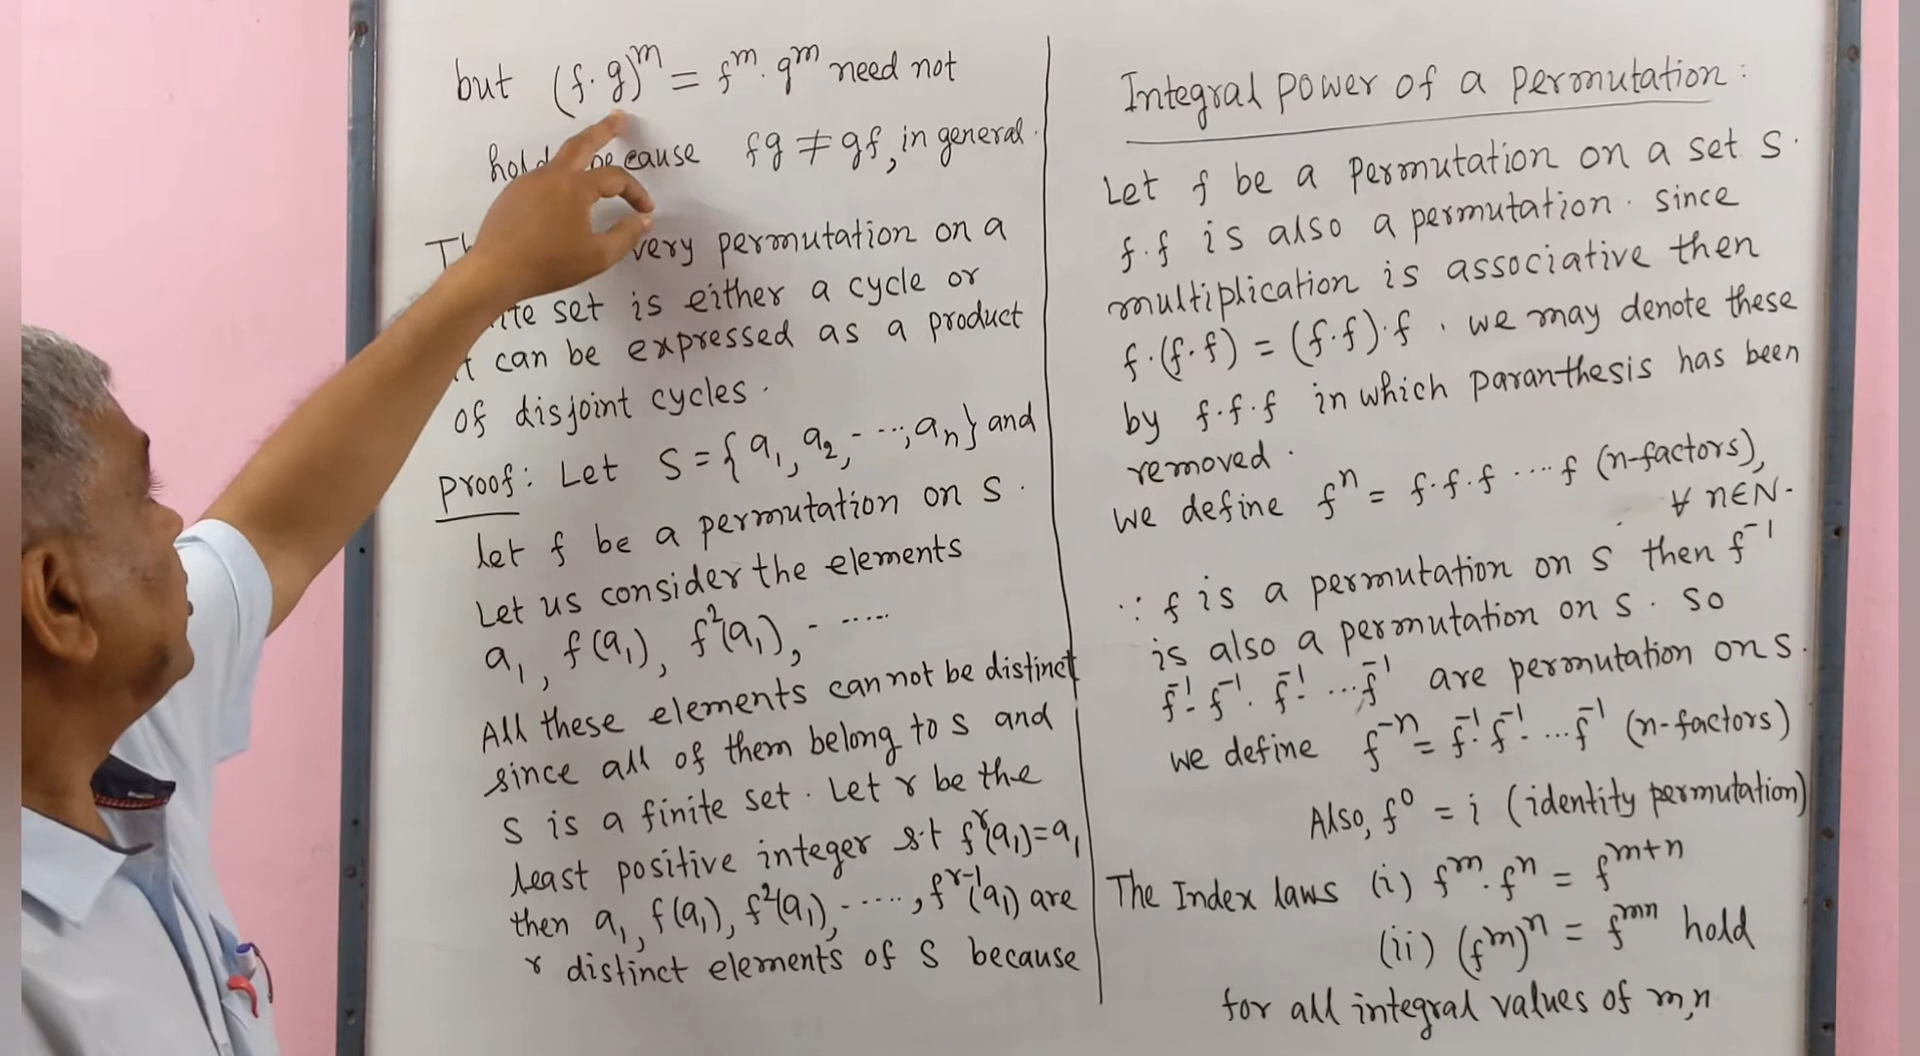 but (f·g)^m = f^m·g^m need not
because fg ≠ gf, in general.
permutation on a
set is either a cycle or
can be expressed as a product
of disjoint cycles.
Proof: Let S = {a₁, a₂, - ···, aₙ} and
let f be a permutation on S.
Let us consider the elements
a₁, f(a₁), f²(a₁), - ·····
All these elements cannot be distinct
since all of them belong to S and
S is a finite set. Let r be the
least positive integer s.t f^r(a₁)=a₁
then a₁, f(a₁), f²(a₁), - ····, f^{r-1}(a₁) are
r distinct elements of S because
Integral power of a permutation:
Let f be a permutation on a set S.
f·f is also a permutation. since
multiplication is associative then
f·(f·f) = (f·f)·f. we may denote these
by f·f·f in which paranthesis has been
removed.
we define fⁿ = f·f·f ····f (n-factors),
∀ n∈N.
∵ f is a permutation on S then f⁻¹
is also a permutation on S. So
f⁻¹·f⁻¹·f⁻¹· ···f⁻¹ are permutation on S.
we define f⁻ⁿ = f⁻¹·f⁻¹· ···f⁻¹ (n-factors)
Also, f⁰ = i (identity permutation)
The Index laws (i) f^m·f^n = f^{m+n}
(ii) (f^m)^n = f^{mn} hold
for all integral values of m,n